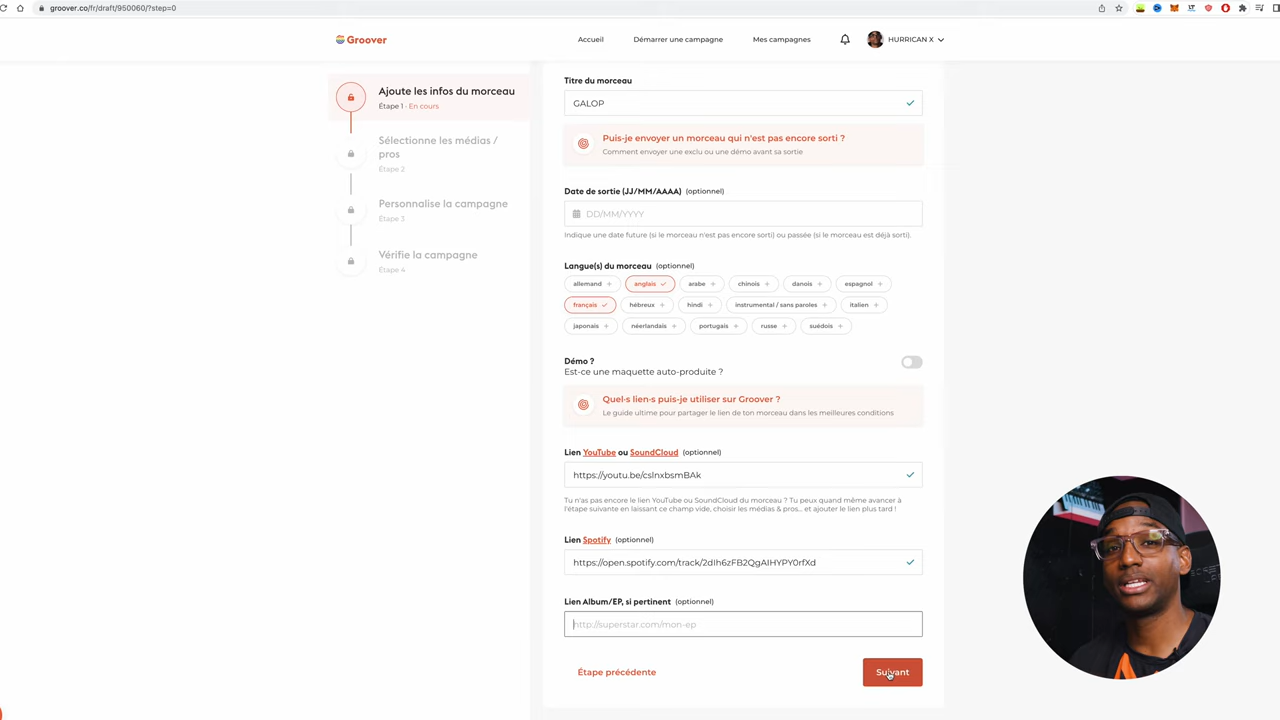 groover.co/fr/draft/950060/?step=0
Groover
Accueil
Démarrer une campagne
Mes campagnes
HURRICAN X
Ajoute les infos du morceau
Étape 1 · En cours
Sélectionne les médias /
pros
Étape 2
Personnalise la campagne
Étape 3
Vérifie la campagne
Étape 4
Titre du morceau
GALOP
Puis-je envoyer un morceau qui n'est pas encore sorti ?
Comment envoyer une exclu ou une démo avant sa sortie
Date de sortie (JJ/MM/AAAA) (optionnel)
DD/MM/YYYY
Indique une date future (si le morceau n'est pas encore sorti) ou passée (si le morceau est déjà sorti).
Langue(s) du morceau (optionnel)
allemand + anglais ✓ arabe + chinois + danois + espagnol +
français ✓ hébreux + hindi + instrumental / sans paroles + italien +
japonais + néerlandais + portugais + russe + suédois +
Démo ?
Est-ce une maquette auto-produite ?
Quel·s lien·s puis-je utiliser sur Groover ?
Le guide ultime pour partager le lien de ton morceau dans les meilleures conditions
Lien YouTube ou SoundCloud (optionnel)
https://youtu.be/cslnxbsmBAk
Tu n'as pas encore le lien YouTube ou SoundCloud du morceau ? Tu peux quand même avancer à
l'étape suivante en laissant ce champ vide, choisir les médias & pros... et ajouter le lien plus tard !
Lien Spotify (optionnel)
https://open.spotify.com/track/2dIh6zFB2QgAIHYPY0rfXd
Lien Album/EP, si pertinent (optionnel)
http://superstar.com/mon-ep
Étape précédente
Suivant